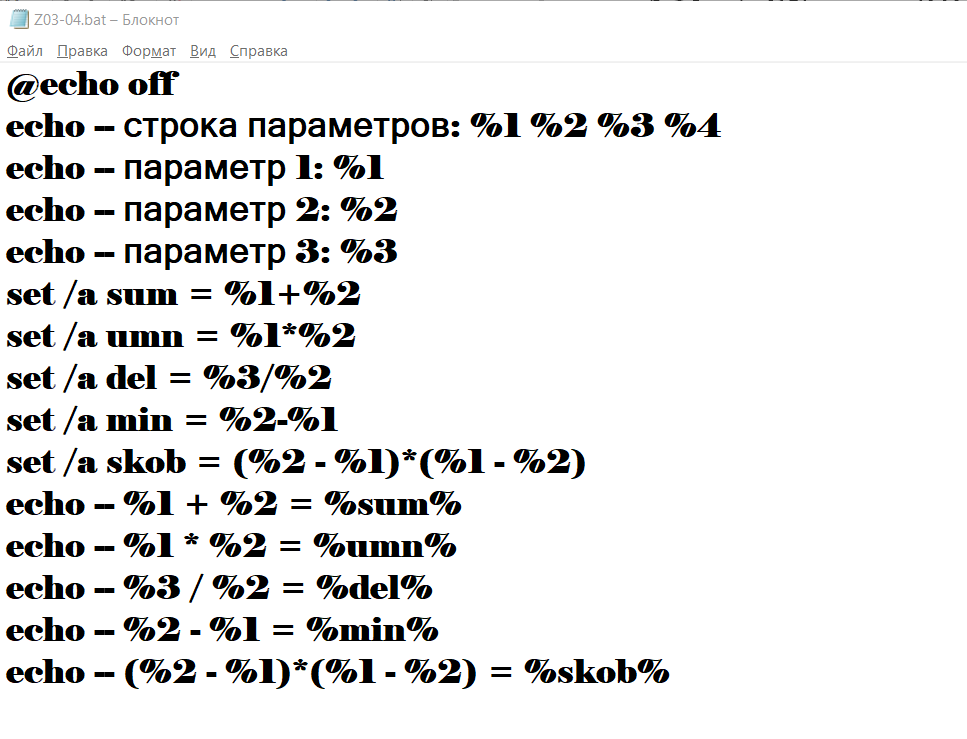 Z03-04.bat – Блокнот
Файл Правка Формат Вид Справка
@echo off
echo -- строка параметров: %1 %2 %3 %4
echo -- параметр 1: %1
echo -- параметр 2: %2
echo -- параметр 3: %3
set /a sum = %1+%2
set /a umn = %1*%2
set /a del = %3/%2
set /a min = %2-%1
set /a skob = (%2 - %1)*(%1 - %2)
echo -- %1 + %2 = %sum%
echo -- %1 * %2 = %umn%
echo -- %3 / %2 = %del%
echo -- %2 - %1 = %min%
echo -- (%2 - %1)*(%1 - %2) = %skob%